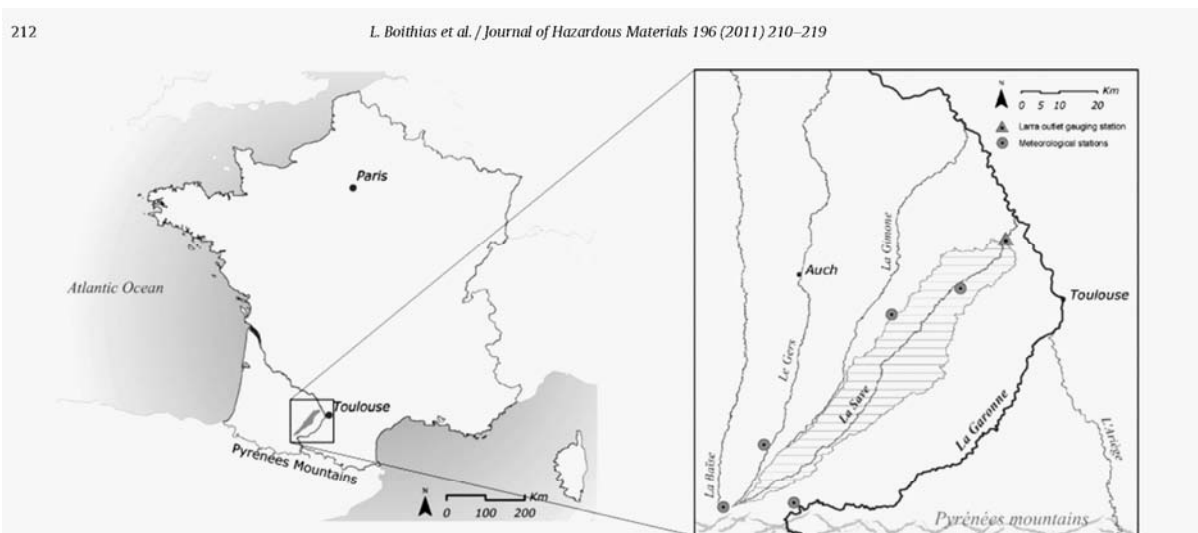 212
L. Boithias et al. / Journal of Hazardous Materials 196 (2011) 210–219
Paris
Atlantic Ocean
Toulouse
Pyrénées Mountains
N
0 100 200 Km
N
0 5 10 20 Km
Larra outlet gauging station
Meteorological stations
La Gimone
Auch
Toulouse
Le Gers
La Save
La Garonne
L'Ariège
La Baïse
Pyrénées mountains